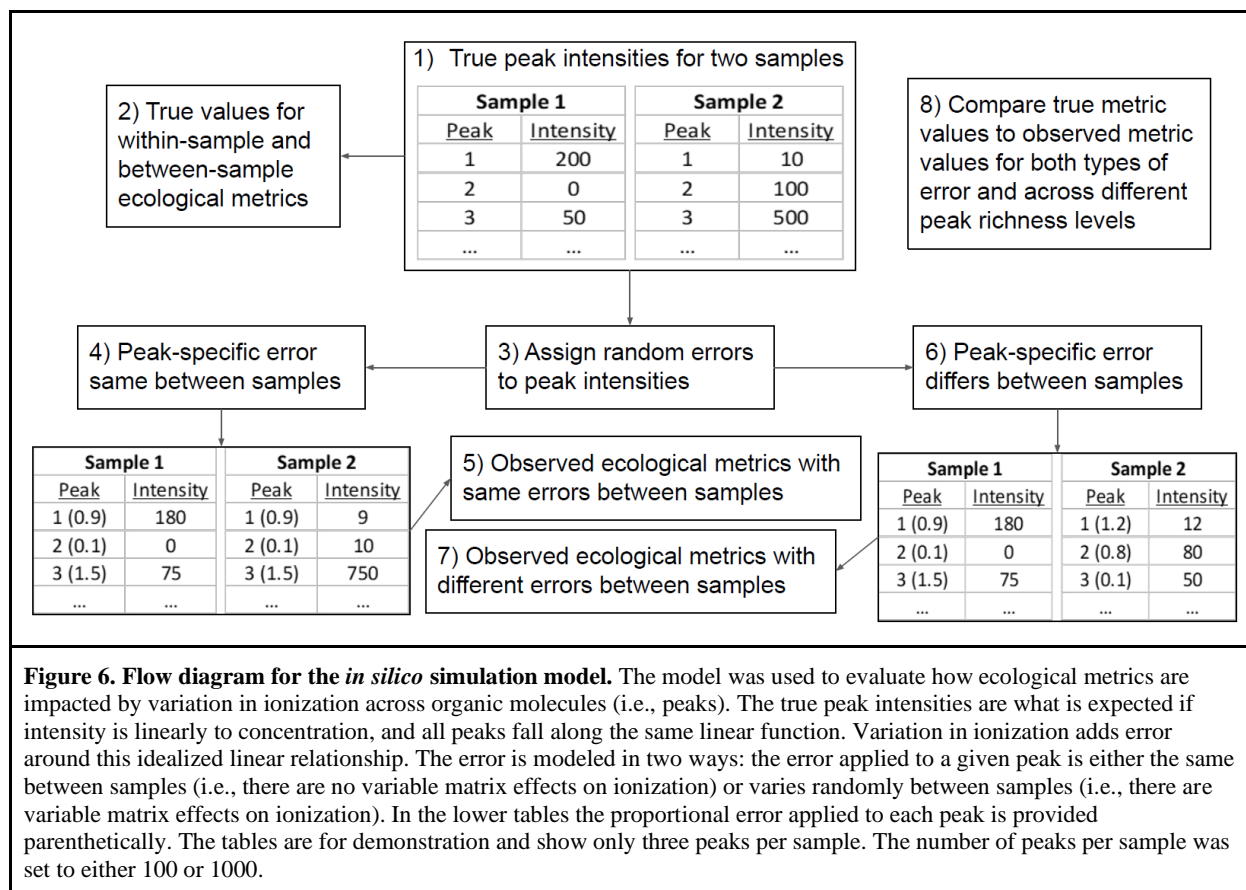 1) True peak intensities for two samples
Sample 1 Sample 2
Peak Intensity Peak Intensity
1 200 1 10
2 0 2 100
3 50 3 500
... ... ... ...
2) True values for
within-sample and
between-sample
ecological metrics
8) Compare true metric
values to observed metric
values for both types of
error and across different
peak richness levels
4) Peak-specific error
same between samples
3) Assign random errors
to peak intensities
6) Peak-specific error
differs between samples
Sample 1 Sample 2
Peak Intensity Peak Intensity
1 (0.9) 180 1 (0.9) 9
2 (0.1) 0 2 (0.1) 10
3 (1.5) 75 3 (1.5) 750
... ... ... ...
5) Observed ecological metrics with
same errors between samples
7) Observed ecological metrics with
different errors between samples
Sample 1 Sample 2
Peak Intensity Peak Intensity
1 (0.9) 180 1 (1.2) 12
2 (0.1) 0 2 (0.8) 80
3 (1.5) 75 3 (0.1) 50
... ... ... ...
Figure 6. Flow diagram for the in silico simulation model. The model was used to evaluate how ecological metrics are
impacted by variation in ionization across organic molecules (i.e., peaks). The true peak intensities are what is expected if
intensity is linearly to concentration, and all peaks fall along the same linear function. Variation in ionization adds error
around this idealized linear relationship. The error is modeled in two ways: the error applied to a given peak is either the same
between samples (i.e., there are no variable matrix effects on ionization) or varies randomly between samples (i.e., there are
variable matrix effects on ionization). In the lower tables the proportional error applied to each peak is provided
parenthetically. The tables are for demonstration and show only three peaks per sample. The number of peaks per sample was
set to either 100 or 1000.